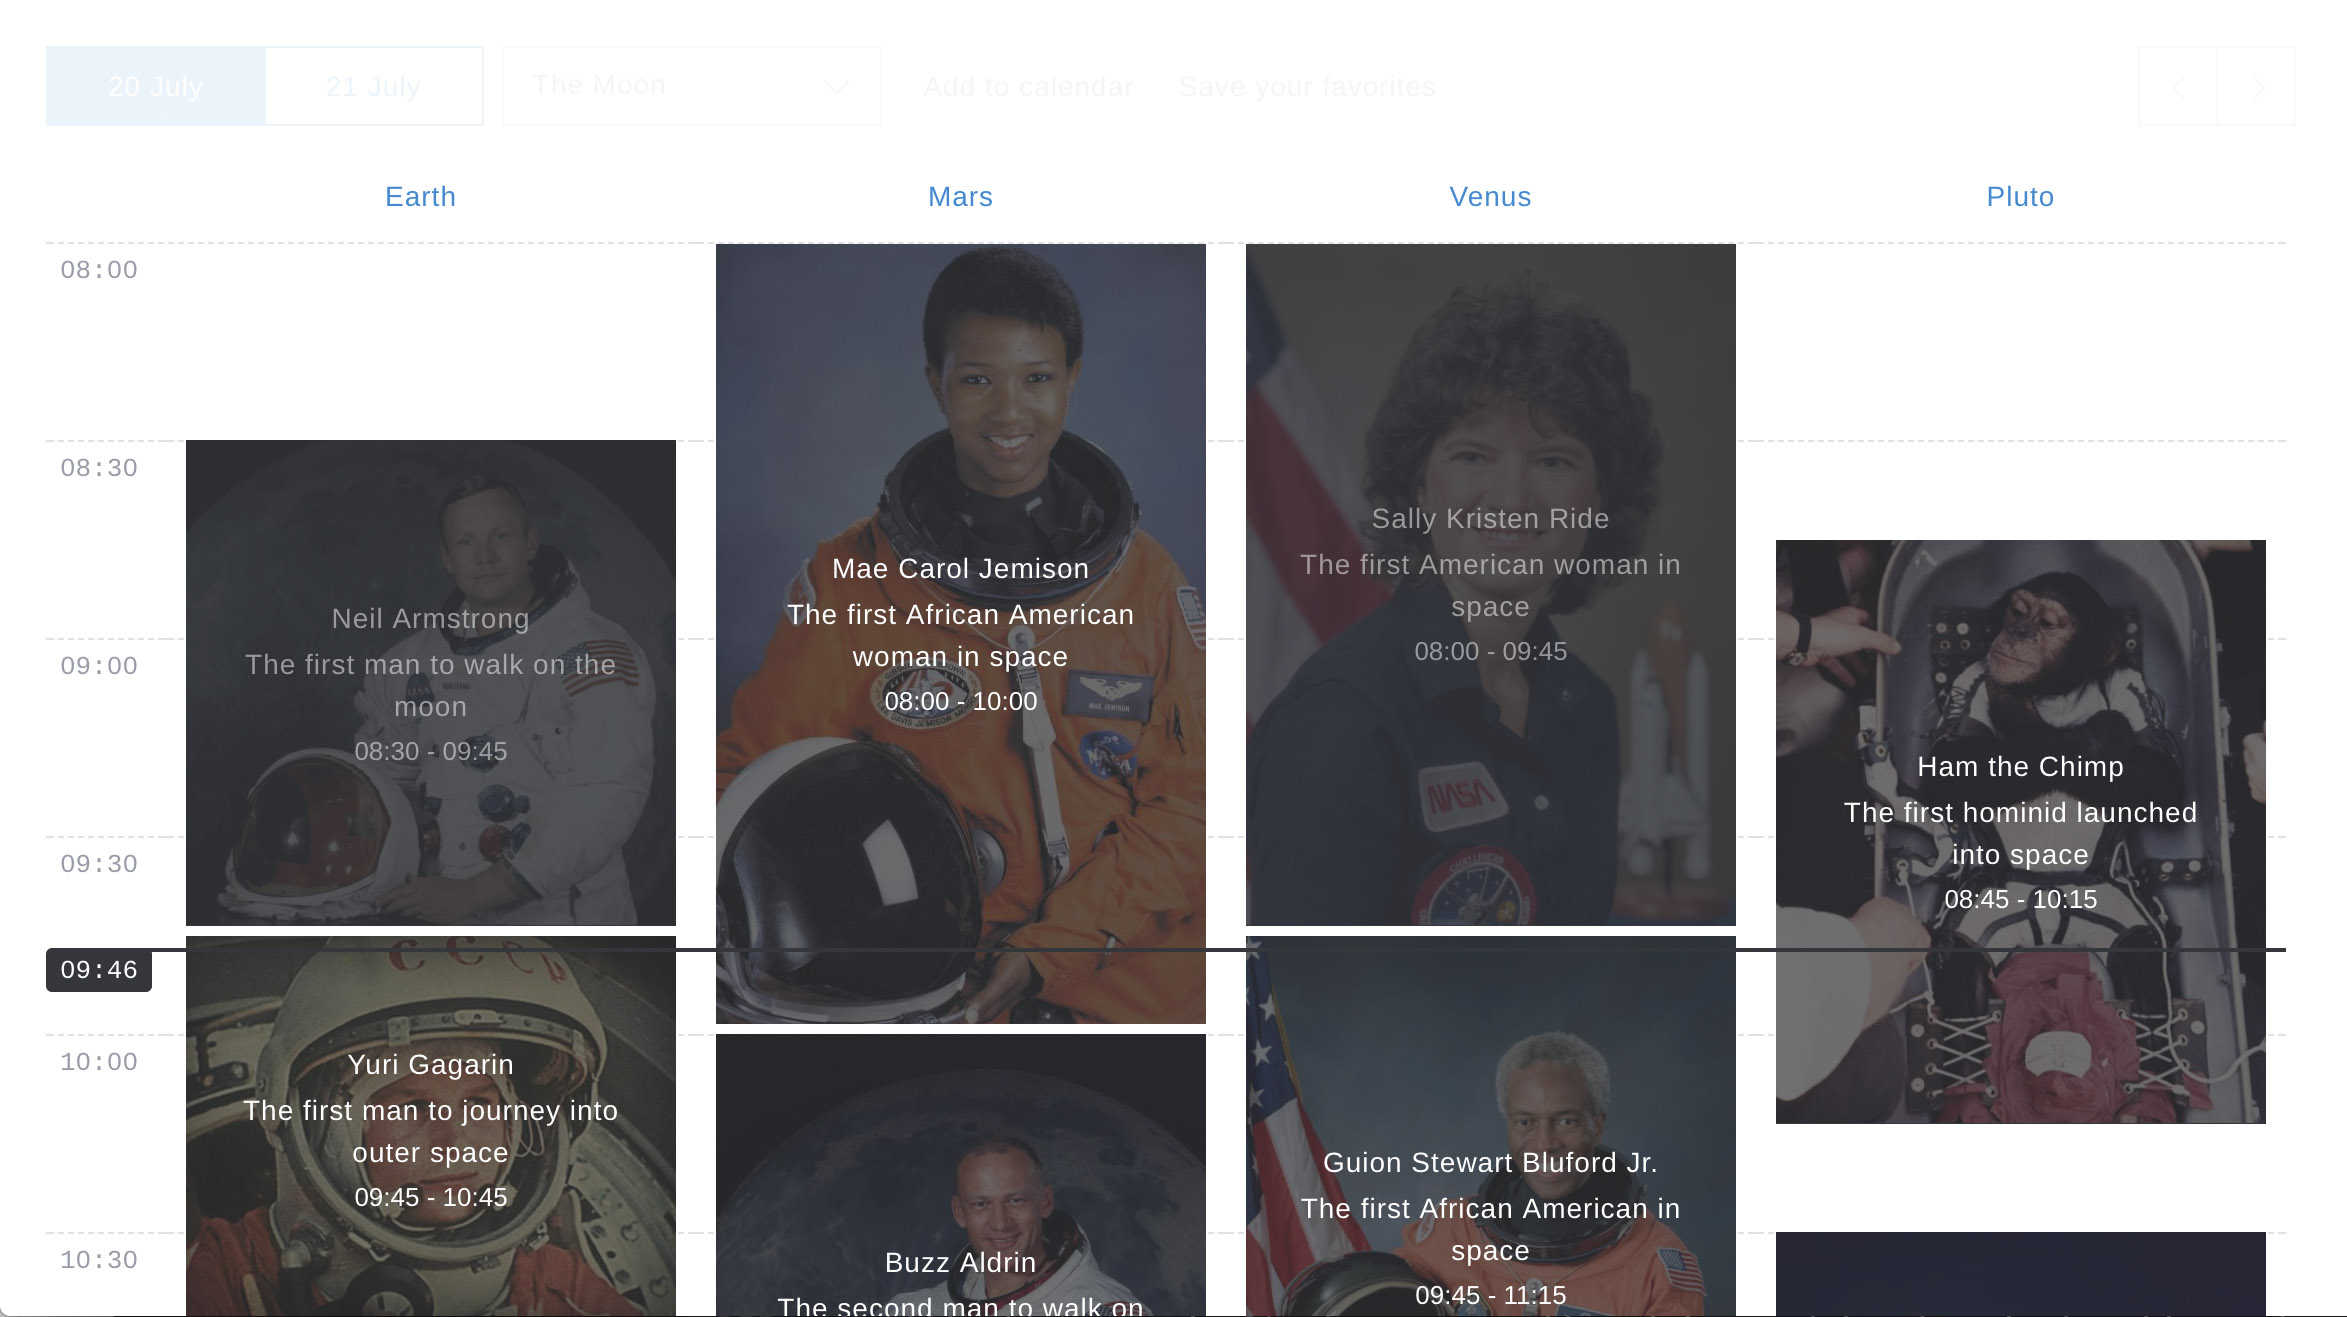 20 July
21 July
The Moon
Add to calendar
Save your favorites
Earth
Mars
Venus
Pluto
08:00
08:30
09:00
09:30
09:46
10:00
10:30
Neil Armstrong
The first man to walk on the
moon
08:30 - 09:45
CCCP
Yuri Gagarin
The first man to journey into
outer space
09:45 - 10:45
Mae Carol Jemison
The first African American
woman in space
08:00 - 10:00
MAE JEMISON
NASA
Buzz Aldrin
The second man to walk on
Sally Kristen Ride
The first American woman in
space
08:00 - 09:45
NASA
CHALLENGER
Guion Stewart Bluford Jr.
The first African American in
space
09:45 - 11:15
Ham the Chimp
The first hominid launched
into space
08:45 - 10:15